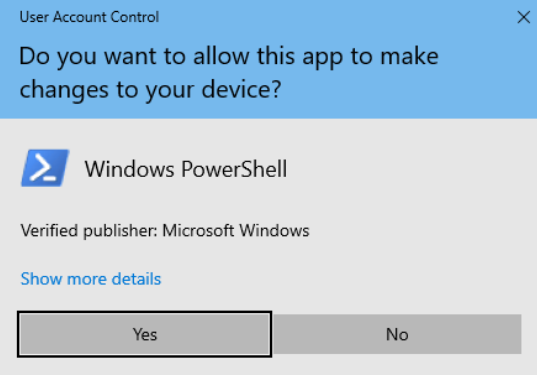 User Account Control
Do you want to allow this app to make
changes to your device?
Windows PowerShell
Verified publisher: Microsoft Windows
Show more details
Yes
No